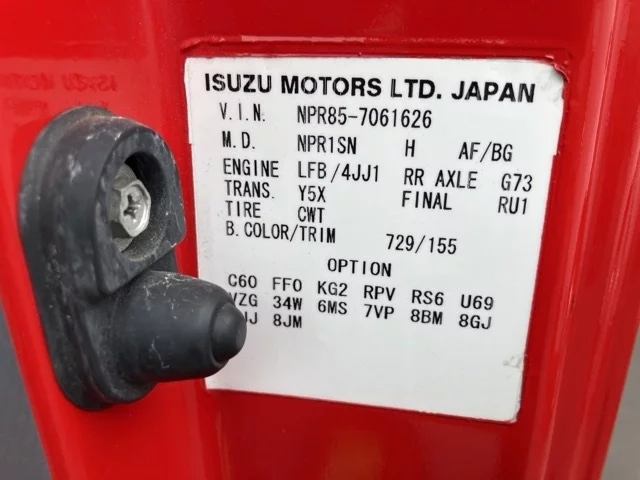 ISUZU MOTORS LTD. JAPAN
V.I.N. NPR85-7061626
M.D. NPR1SN H AF/BG
ENGINE LFB/4JJ1 RR AXLE G73
TRANS. Y5X FINAL RU1
TIRE CWT
B.COLOR/TRIM 729/155
OPTION
C60 FF0 KG2 RPV RS6 U69
34W 6MS 7VP 8BM 8GJ
8JM